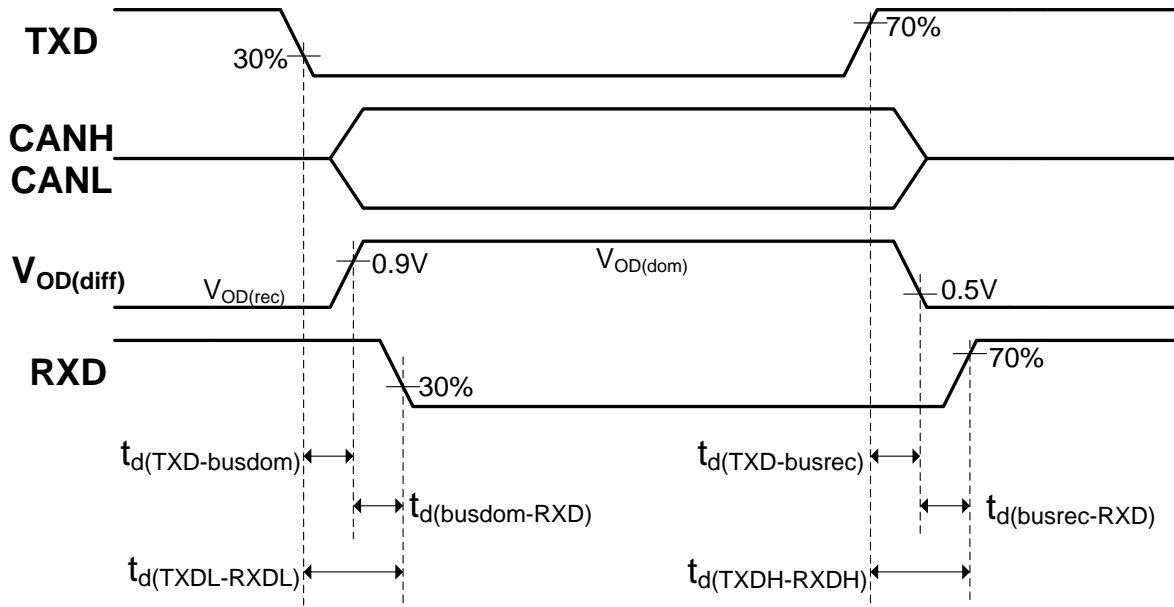 TXD
30%
70%
CANH
CANL
VOD(diff)
VOD(rec)
0.9V
VOD(dom)
0.5V
RXD
30%
70%
td(TXD-busdom)
td(TXD-busrec)
td(busdom-RXD)
td(busrec-RXD)
td(TXDL-RXDL)
td(TXDH-RXDH)